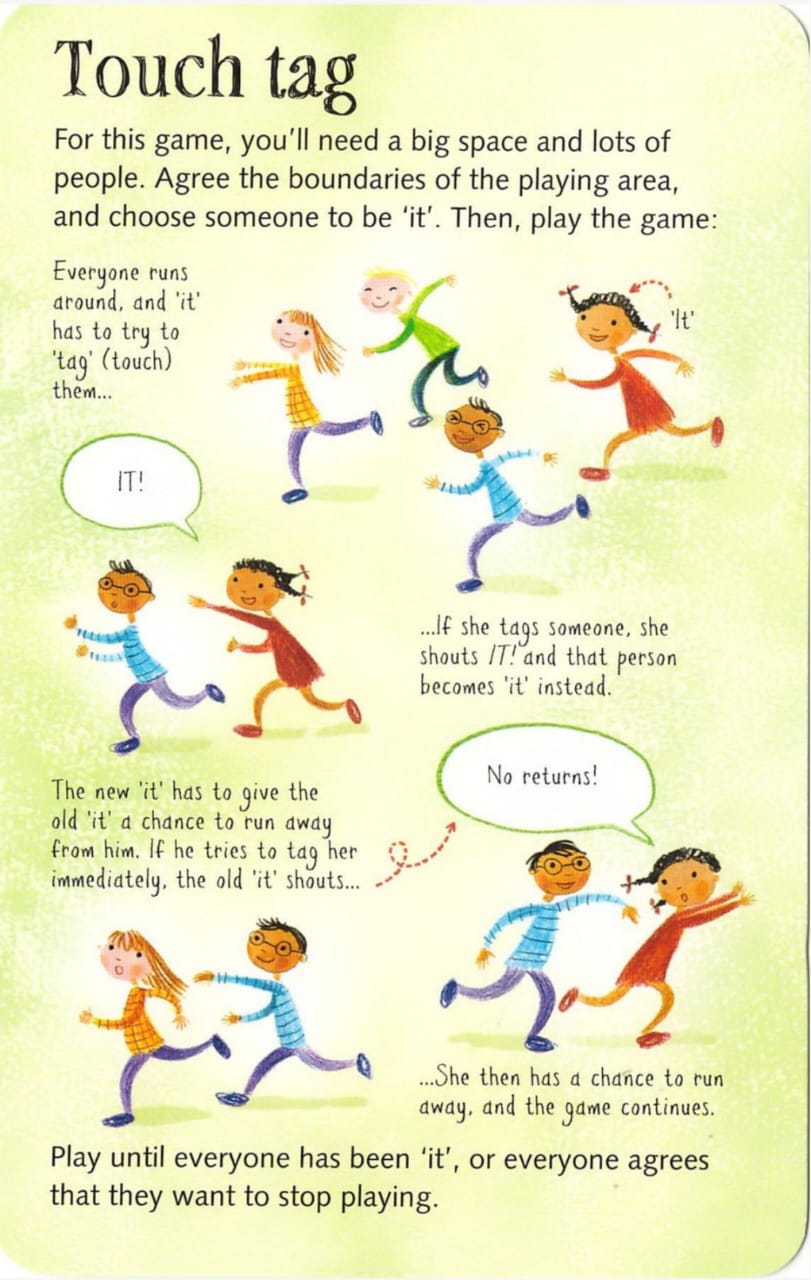 Touch tag
For this game, you'll need a big space and lots of
people. Agree the boundaries of the playing area,
and choose someone to be 'it'. Then, play the game:
Everyone runs
around, and 'it'
has to try to
'tag' (touch)
them...
'It'
IT!
...If she tags someone, she
shouts IT! and that person
becomes 'it' instead.
The new 'it' has to give the
old 'it' a chance to run away
from him. If he tries to tag her
immediately, the old 'it' shouts...
No returns!
...She then has a chance to run
away, and the game continues.
Play until everyone has been 'it', or everyone agrees
that they want to stop playing.